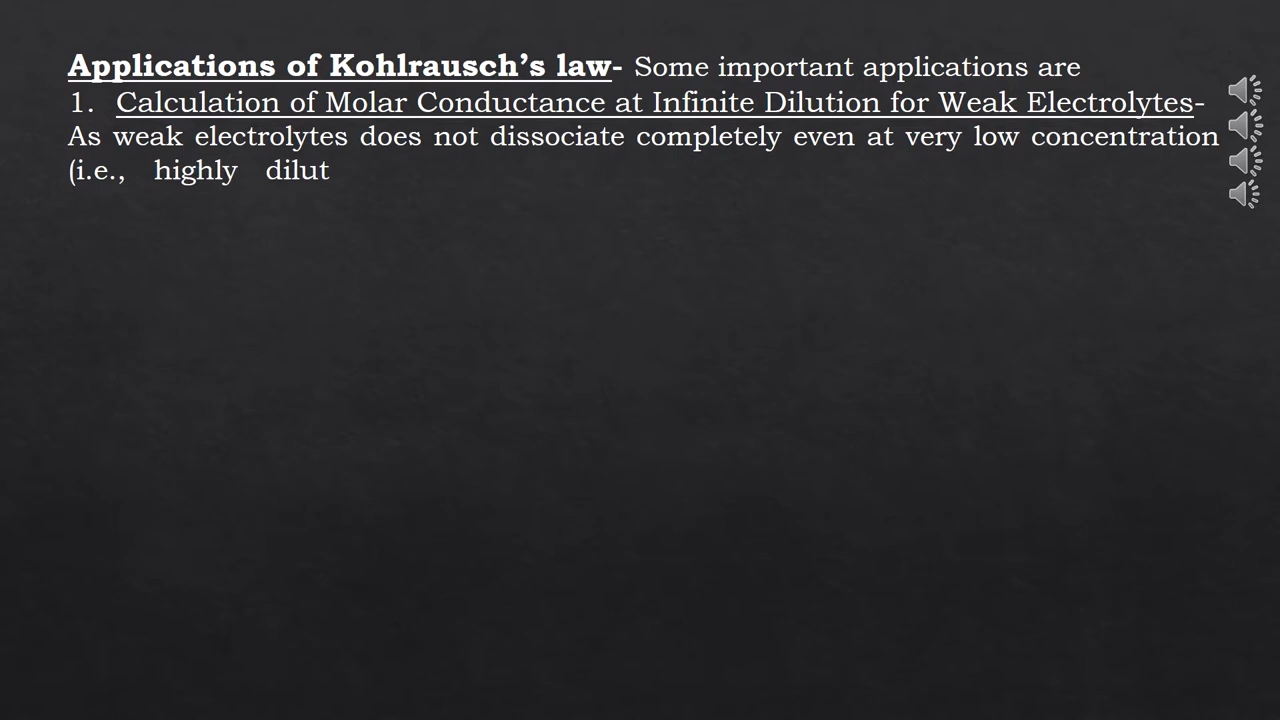 Applications of Kohlrausch’s law- Some important applications are
1. Calculation of Molar Conductance at Infinite Dilution for Weak Electrolytes-
As weak electrolytes does not dissociate completely even at very low concentration
(i.e., highly dilut